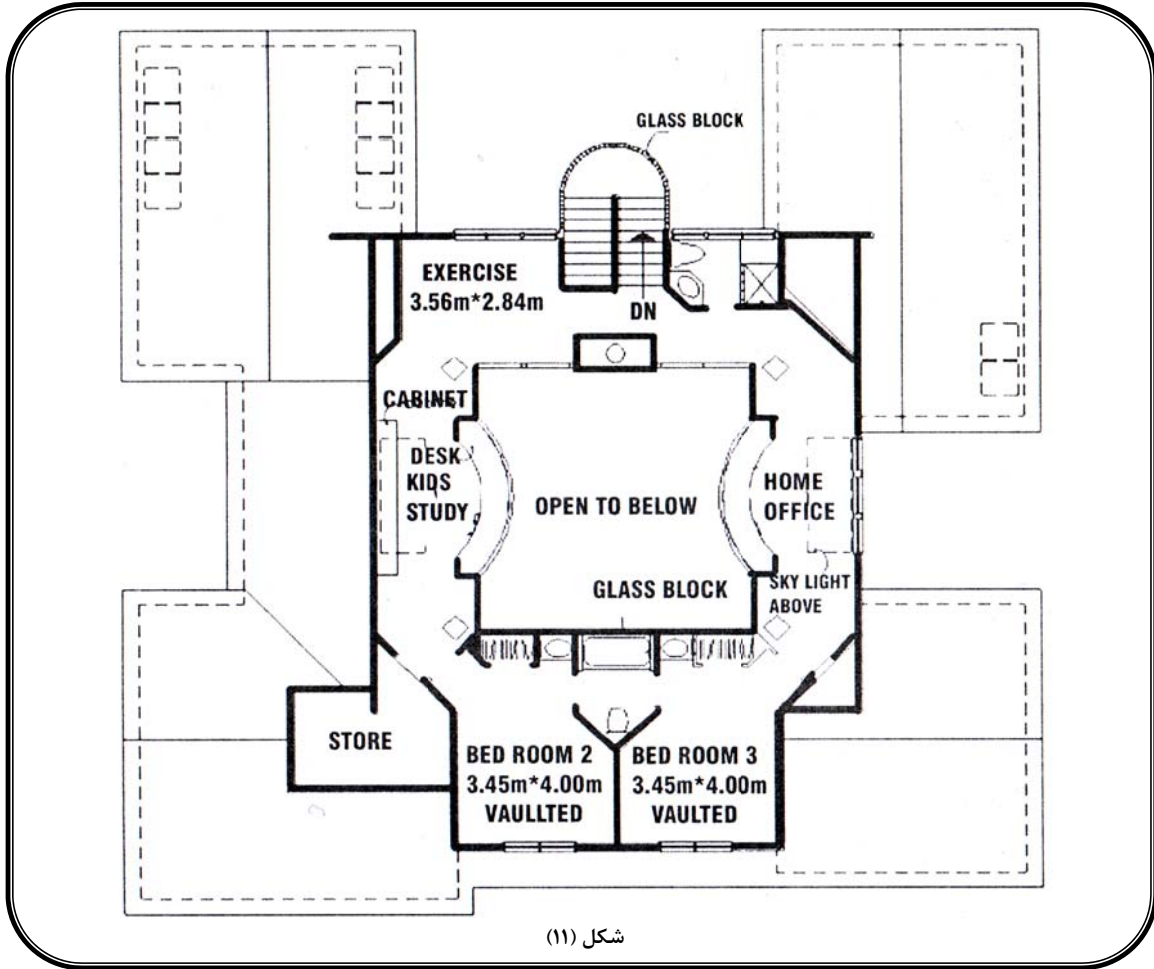 GLASS BLOCK
EXERCISE
3.56m*2.84m
DN
CABINET
DESK
KIDS
STUDY
OPEN TO BELOW
HOME
OFFICE
GLASS BLOCK
SKY LIGHT
ABOVE
STORE
BED ROOM 2
3.45m*4.00m
VAULLTED
BED ROOM 3
3.45m*4.00m
VAULTED
شکل (۱۱)